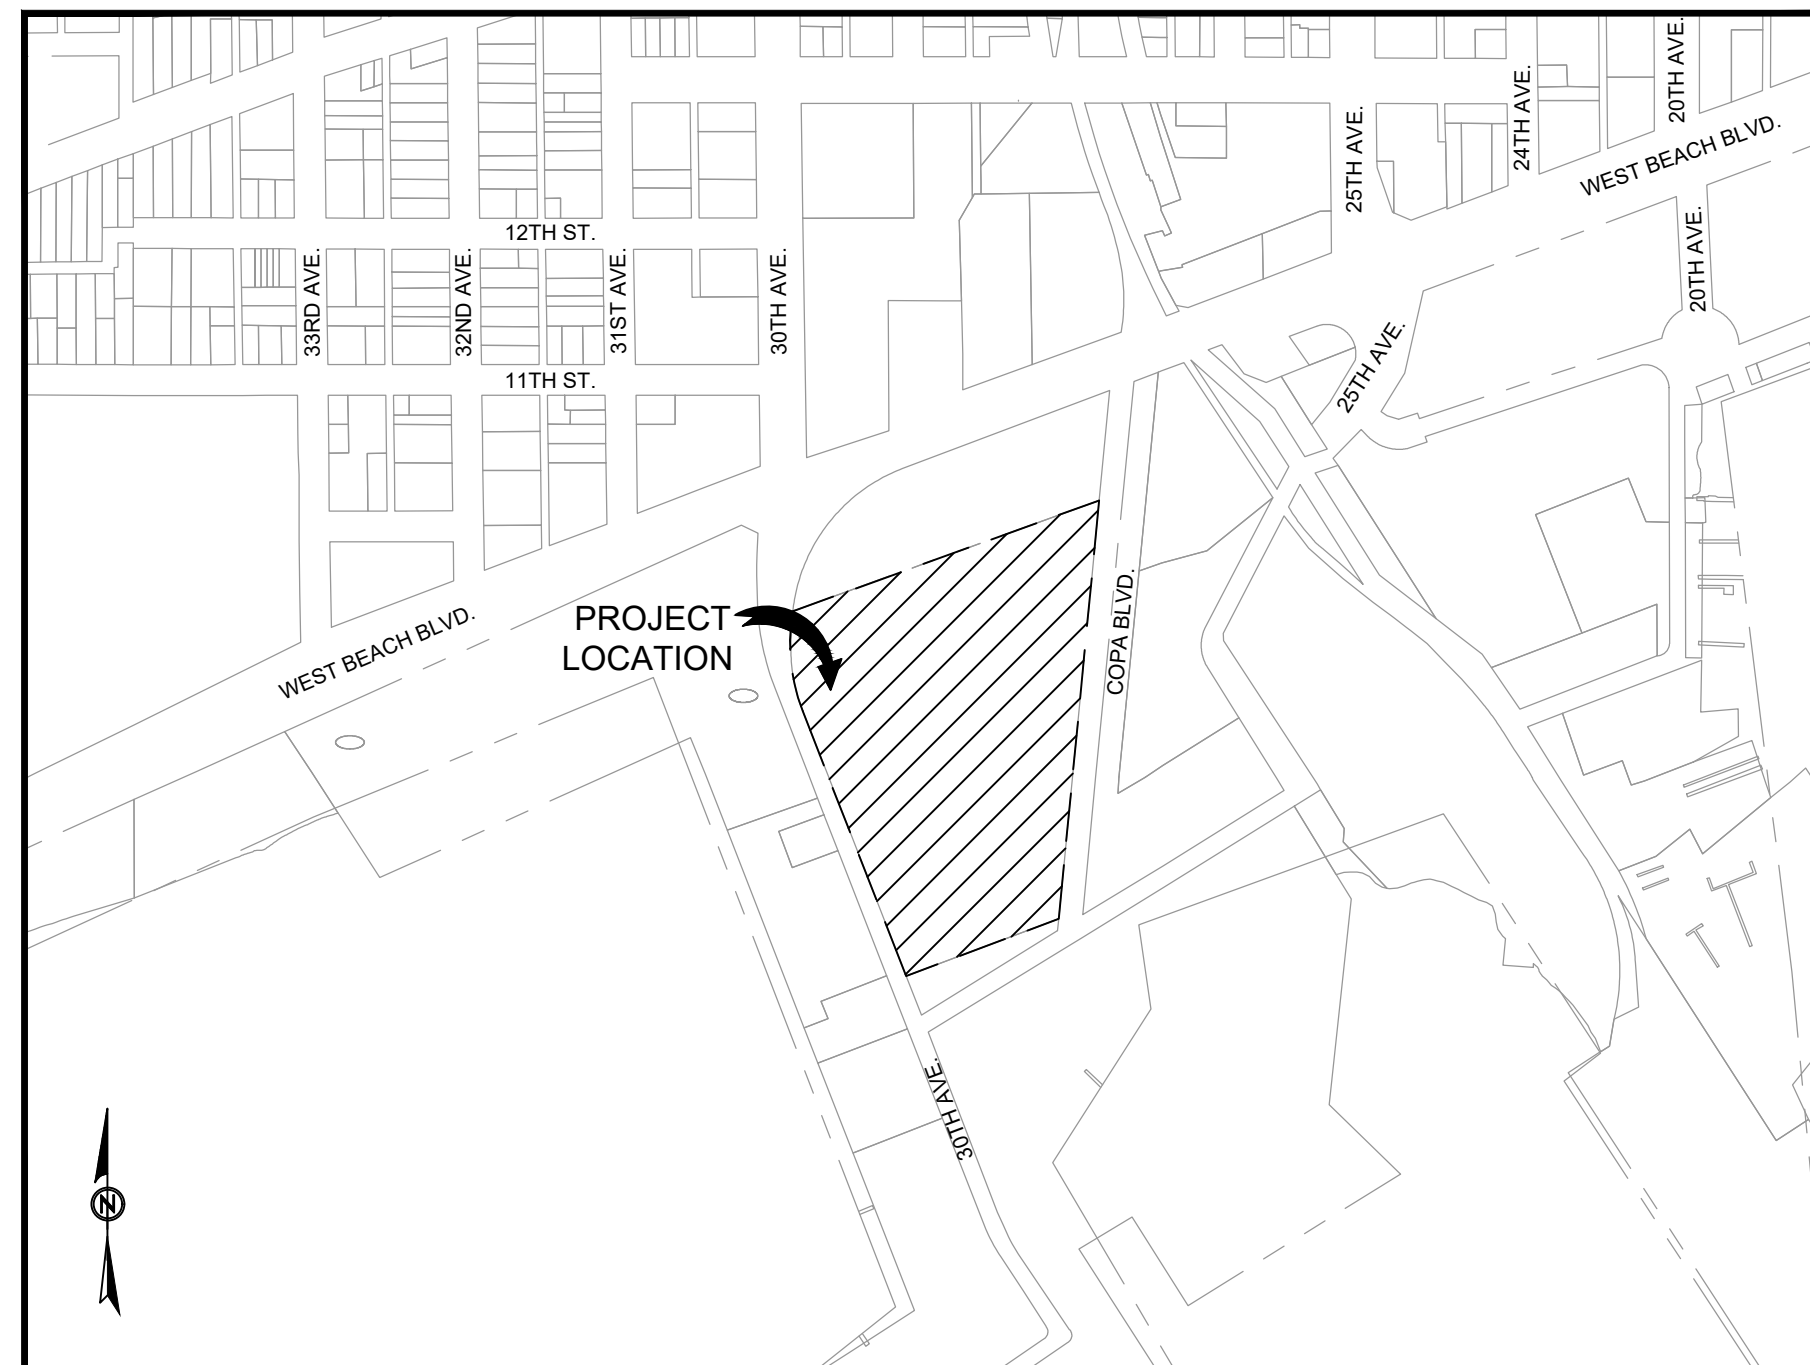 20TH AVE.
24TH AVE.
25TH AVE.
WEST BEACH BLVD.
12TH ST.
33RD AVE.
32ND AVE.
31ST AVE.
30TH AVE.
20TH AVE.
11TH ST.
25TH AVE.
PROJECT
LOCATION
COPA BLVD.
WEST BEACH BLVD.
30TH AVE.
N